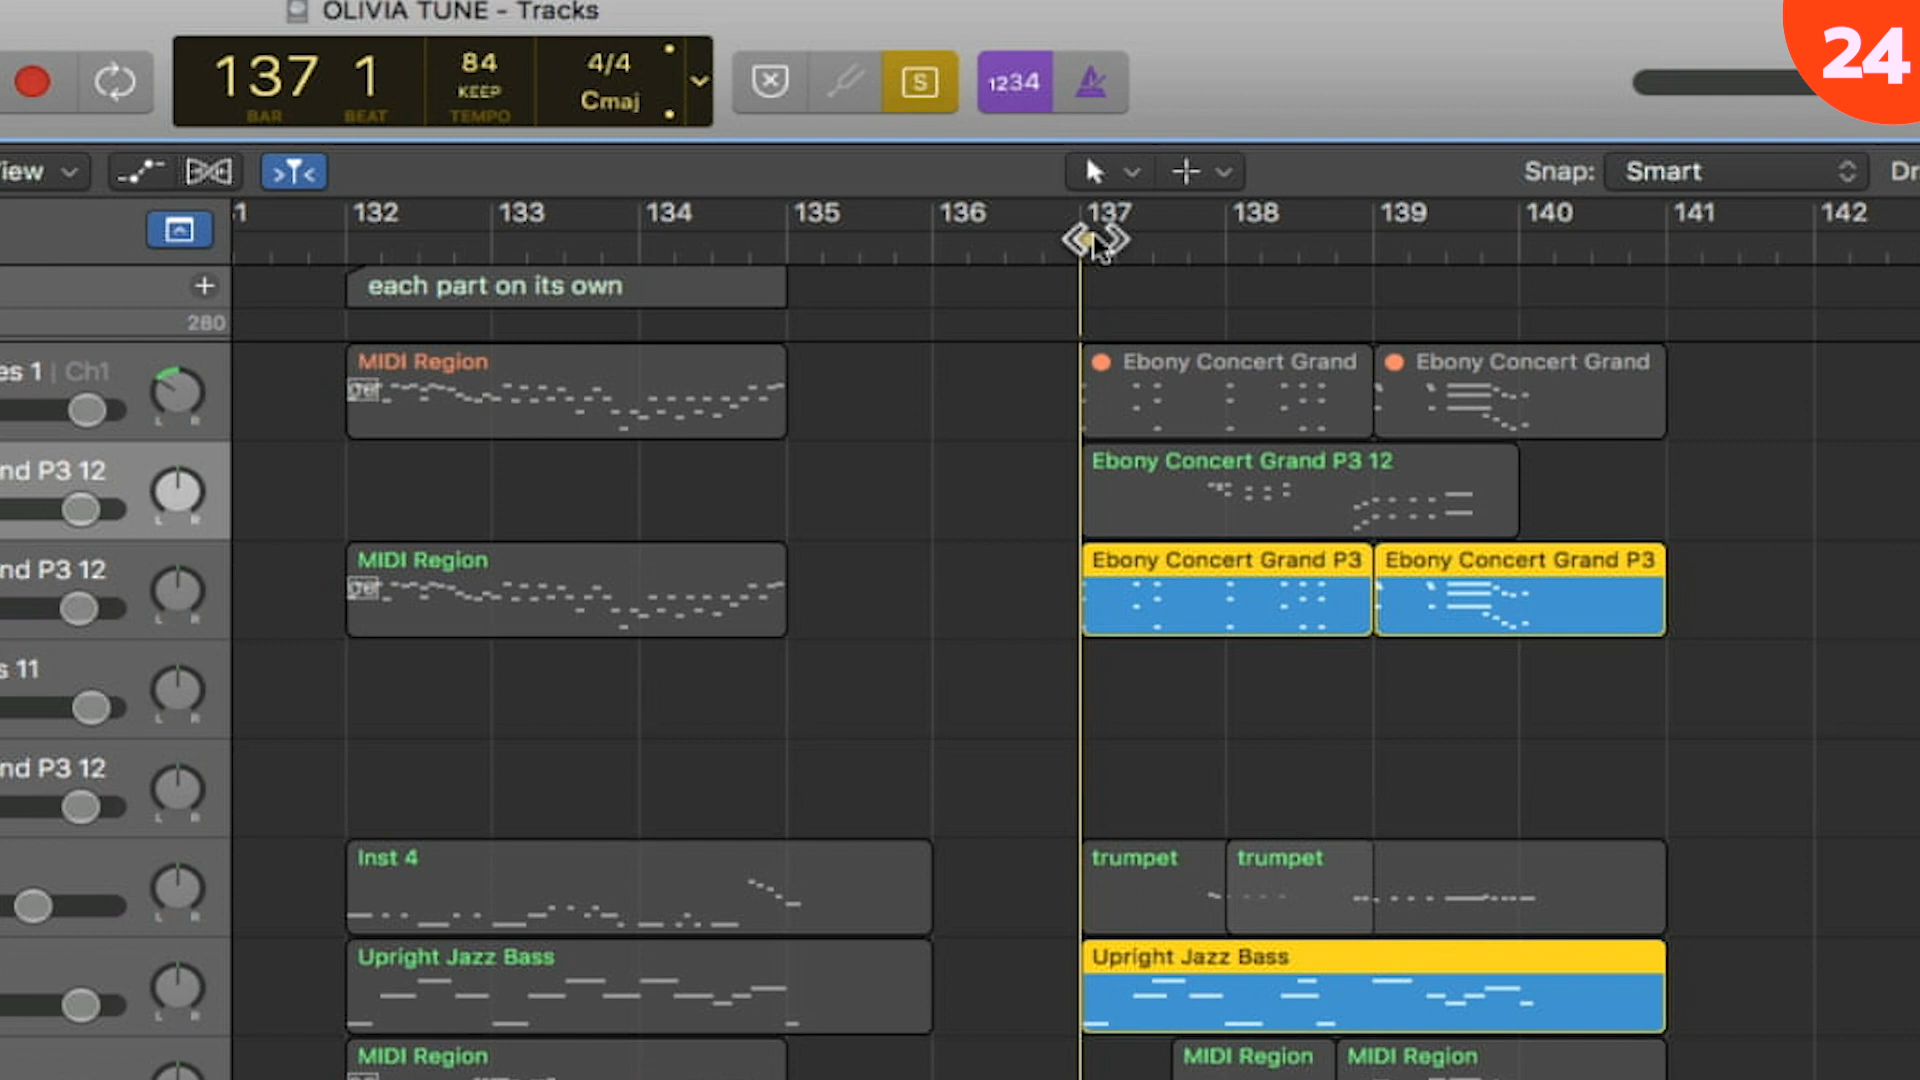 OLIVIA TUNE - Tracks
24
137 1
BAR BEAT
84
KEEP
TEMPO
4/4
Cmaj
S
1234
iew
Snap: Smart
Dr
1 132 133 134 135 136 137 138 139 140 141 142
each part on its own
280
es 1 | Ch1
L R
MIDI Region
Ebony Concert Grand
Ebony Concert Grand
nd P3 12
L R
Ebony Concert Grand P3 12
nd P3 12
L R
MIDI Region
Ebony Concert Grand P3
Ebony Concert Grand P3
s 11
L R
nd P3 12
L R
L R
Inst 4
trumpet
trumpet
L R
Upright Jazz Bass
Upright Jazz Bass
MIDI Region
MIDI Region
MIDI Region